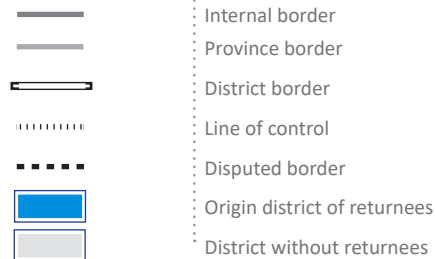 Internal border
Province border
District border
Line of control
Disputed border
Origin district of returnees
District without returnees